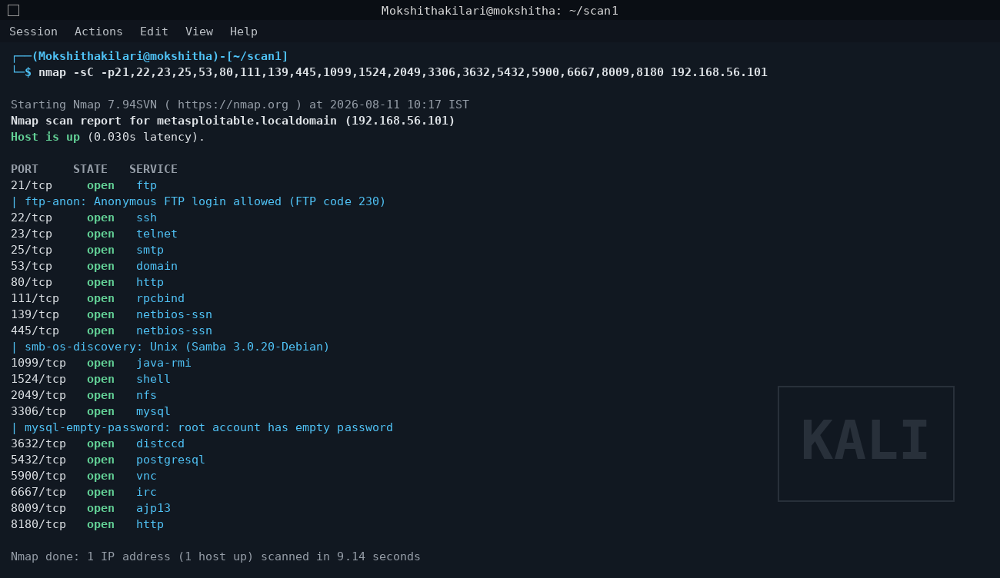 Mokshithakilari@mokshitha: ~/scan1
Session Actions Edit View Help
┌──(Mokshithakilari@mokshitha)-[~/scan1]
└─$ nmap -sC -p21,22,23,25,53,80,111,139,445,1099,1524,2049,3306,3632,5432,5900,6667,8009,8180 192.168.56.101
Starting Nmap 7.94SVN ( https://nmap.org ) at 2026-08-11 10:17 IST
Nmap scan report for metasploitable.localdomain (192.168.56.101)
Host is up (0.030s latency).
PORT     STATE   SERVICE
21/tcp     open   ftp
| ftp-anon: Anonymous FTP login allowed (FTP code 230)
22/tcp     open   ssh
23/tcp     open   telnet
25/tcp     open   smtp
53/tcp     open   domain
80/tcp     open   http
111/tcp    open   rpcbind
139/tcp    open   netbios-ssn
445/tcp    open   netbios-ssn
| smb-os-discovery: Unix (Samba 3.0.20-Debian)
1099/tcp   open   java-rmi
1524/tcp   open   shell
2049/tcp   open   nfs
3306/tcp   open   mysql
| mysql-empty-password: root account has empty password
3632/tcp   open   distccd
5432/tcp   open   postgresql
5900/tcp   open   vnc
6667/tcp   open   irc
8009/tcp   open   ajp13
8180/tcp   open   http
Nmap done: 1 IP address (1 host up) scanned in 9.14 seconds
KALI